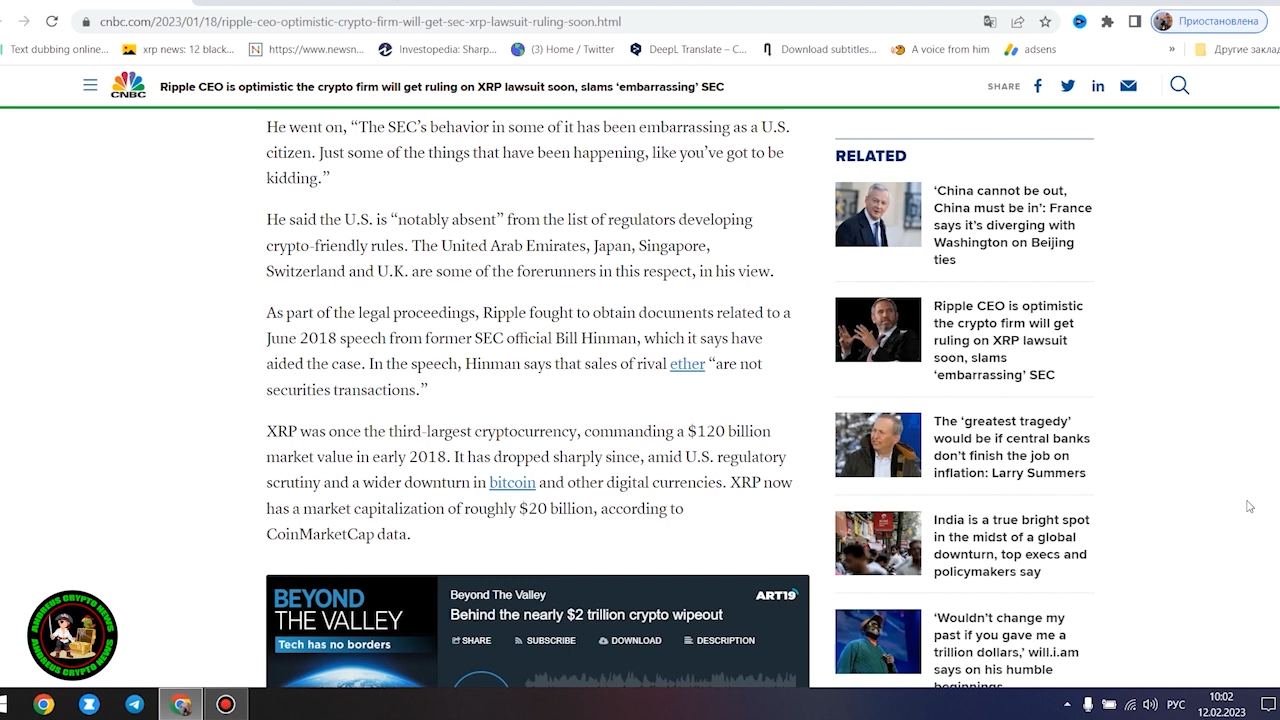 cnbc.com/2023/01/18/ripple-ceo-optimistic-crypto-firm-will-get-sec-xrp-lawsuit-ruling-soon.html
Приостановлена
Text dubbing online...
xrp news: 12 black...
https://www.newsn...
Investopedia: Sharp...
(3) Home / Twitter
DeepL Translate – C...
Download subtitles...
A voice from him
adsens
»
Другие заклад
CNBC
Ripple CEO is optimistic the crypto firm will get ruling on XRP lawsuit soon, slams ‘embarrassing’ SEC
SHARE
He went on, “The SEC’s behavior in some of it has been embarrassing as a U.S.
citizen. Just some of the things that have been happening, like you’ve got to be
kidding.”
He said the U.S. is “notably absent” from the list of regulators developing
crypto-friendly rules. The United Arab Emirates, Japan, Singapore,
Switzerland and U.K. are some of the forerunners in this respect, in his view.
As part of the legal proceedings, Ripple fought to obtain documents related to a
June 2018 speech from former SEC official Bill Hinman, which it says have
aided the case. In the speech, Hinman says that sales of rival ether “are not
securities transactions.”
XRP was once the third-largest cryptocurrency, commanding a $120 billion
market value in early 2018. It has dropped sharply since, amid U.S. regulatory
scrutiny and a wider downturn in bitcoin and other digital currencies. XRP now
has a market capitalization of roughly $20 billion, according to
CoinMarketCap data.
BEYOND
THE VALLEY
Tech has no borders
Beyond The Valley
Behind the nearly $2 trillion crypto wipeout
ART19
SHARE
SUBSCRIBE
DOWNLOAD
DESCRIPTION
RELATED
‘China cannot be out,
China must be in’: France
says it’s diverging with
Washington on Beijing
ties
Ripple CEO is optimistic
the crypto firm will get
ruling on XRP lawsuit
soon, slams
‘embarrassing’ SEC
The ‘greatest tragedy’
would be if central banks
don’t finish the job on
inflation: Larry Summers
India is a true bright spot
in the midst of a global
downturn, top execs and
policymakers say
‘Wouldn’t change my
past if you gave me a
trillion dollars,’ will.i.am
says on his humble
beginnings
ANDREUS CRYPTO NEWS
ANDREUS CRYPTO NEWS
РУС
10:02
12.02.2023